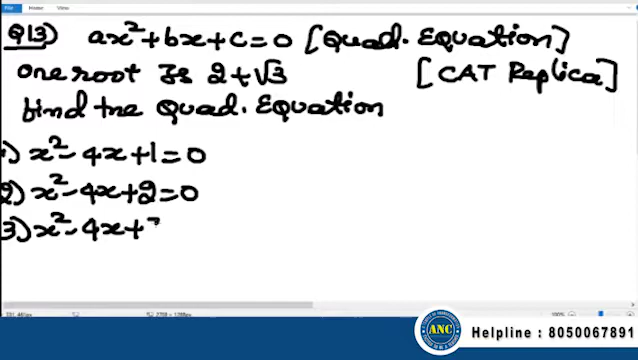 File Home View
Q13) ax²+bx+c=0 [Quad. Equation]
one root is 2+√3 [CAT Replica]
find the Quad. Equation
1) x²-4x+1=0
2) x²-4x+2=0
3) x²-4x+
100%
ANC
Helpline : 8050067891